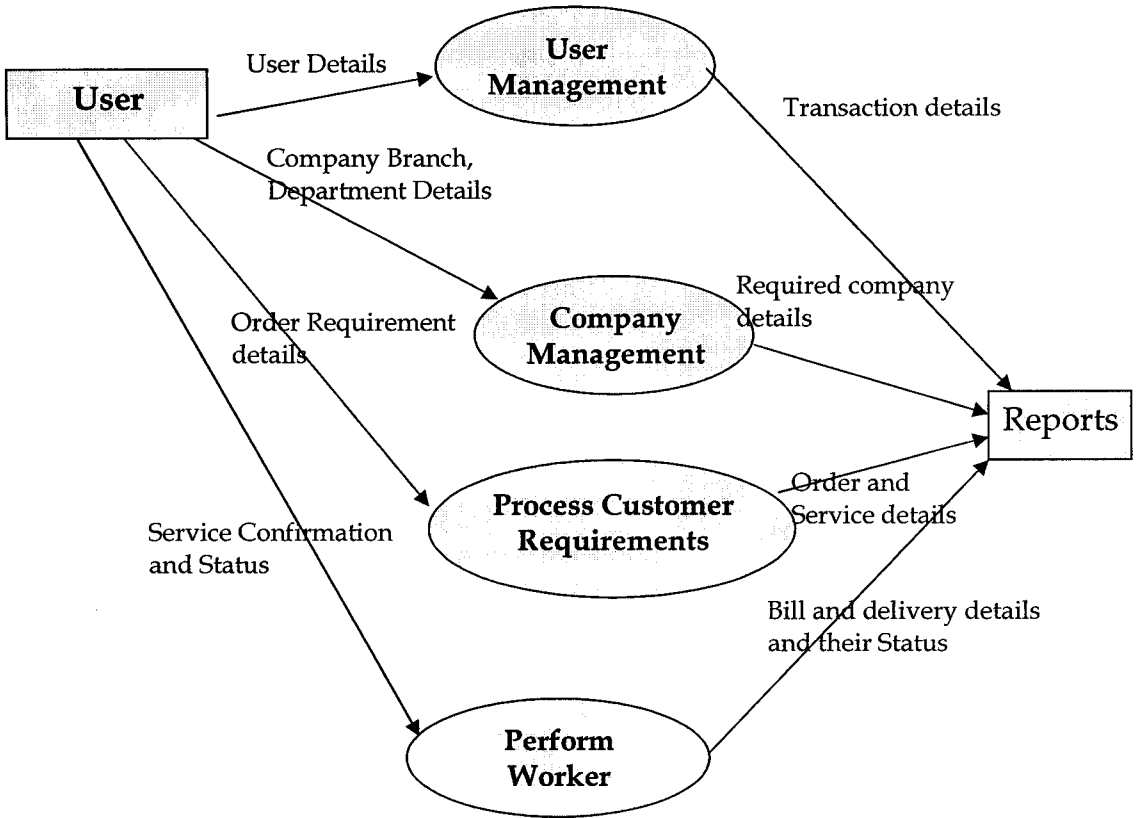 User
Management
User Details
User
Transaction details
Company Branch,
Department Details
Required company
details
Company
Management
Order Requirement
details
Reports
Process Customer
Requirements
Order and
Service details
Service Confirmation
and Status
Bill and delivery details
and their Status
Perform
Worker